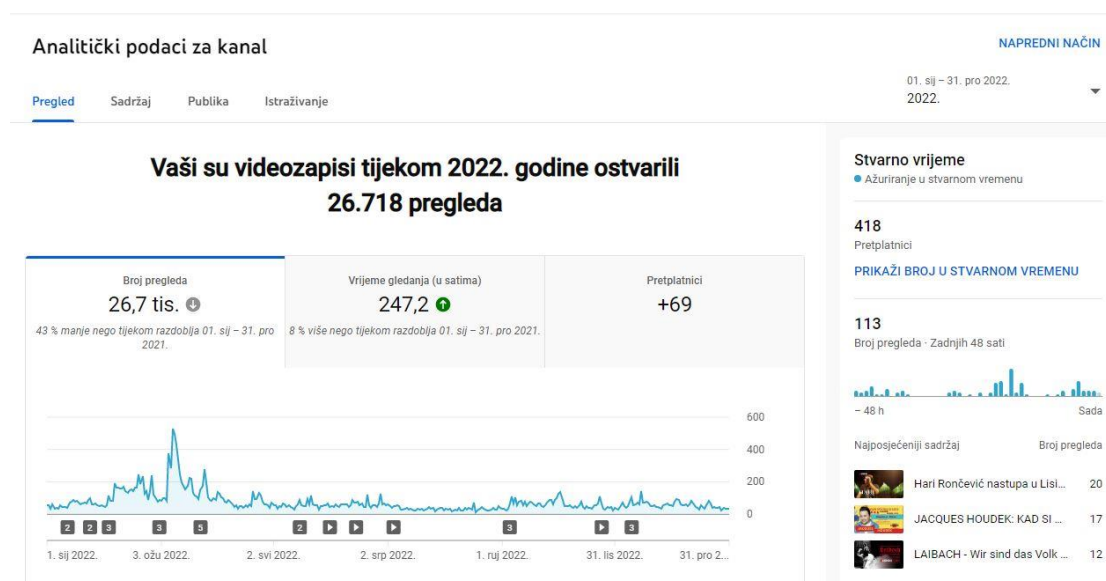 Analitički podaci za kanal
NAPREDNI NAČIN
Pregled
Sadržaj
Publika
Istraživanje
01. sij – 31. pro 2022.
2022.
Vaši su videozapisi tijekom 2022. godine ostvarili
26.718 pregleda
Broj pregleda
26,7 tis.
43 % manje nego tijekom razdoblja 01. sij – 31. pro
2021.
Vrijeme gledanja (u satima)
247,2
8 % više nego tijekom razdoblja 01. sij – 31. pro 2021.
Pretplatnici
+69
600
400
200
0
2 2 3 3 5 2 3 3
1. sij 2022.
3. ožu 2022.
2. svi 2022.
2. srp 2022.
1. ruj 2022.
31. lis 2022.
31. pro 2...
Stvarno vrijeme
Ažuriranje u stvarnom vremenu
418
Pretplatnici
PRIKAŽI BROJ U STVARNOM VREMENU
113
Broj pregleda · Zadnjih 48 sati
– 48 h
Sada
Najposjećeniji sadržaj
Broj pregleda
Hari Rončević nastupa u Lisi... 20
JACQUES HOUDEK: KAD SI ... 17
LAIBACH - Wir sind das Volk ... 12